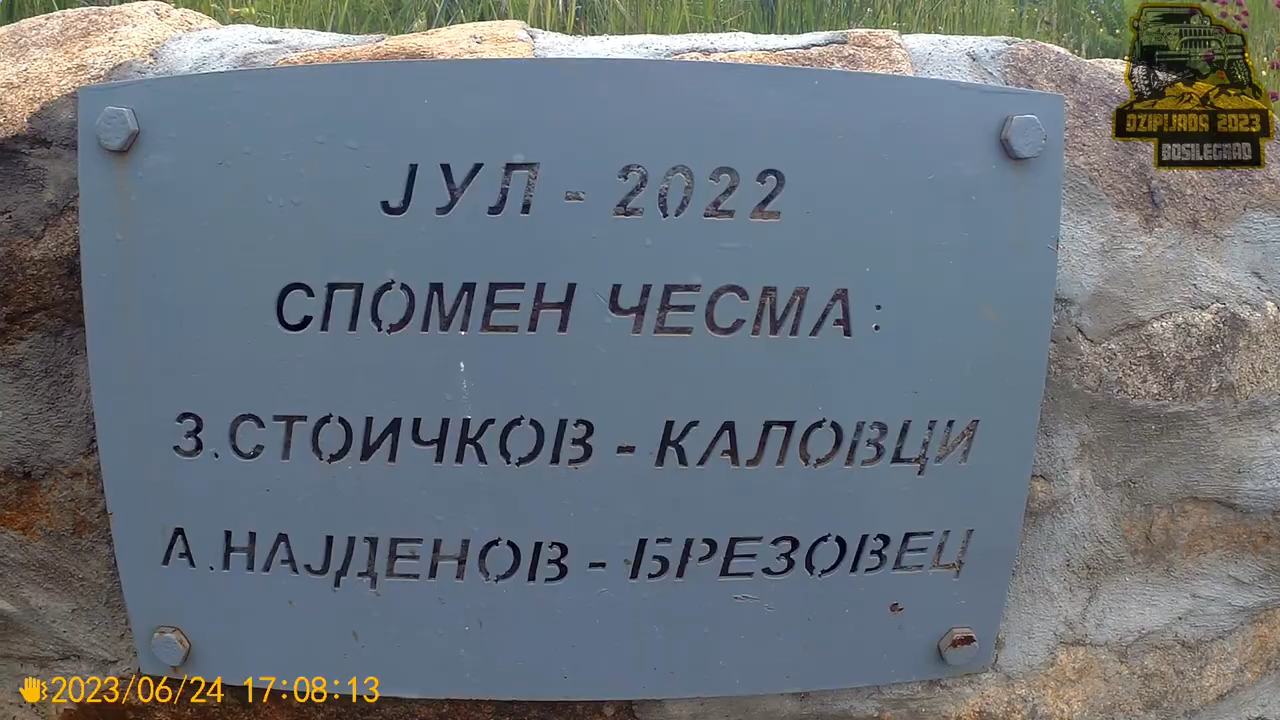 DZIPIJADA 2023
BOSILEGRAD
ЈУЛ - 2022
СПОМЕН ЧЕСМА :
З.СТОИЧКОВ - КАЛОВЦИ
А.НАЈДЕНОВ - БРЕЗОВЕЦ
2023/06/24 17:08:13